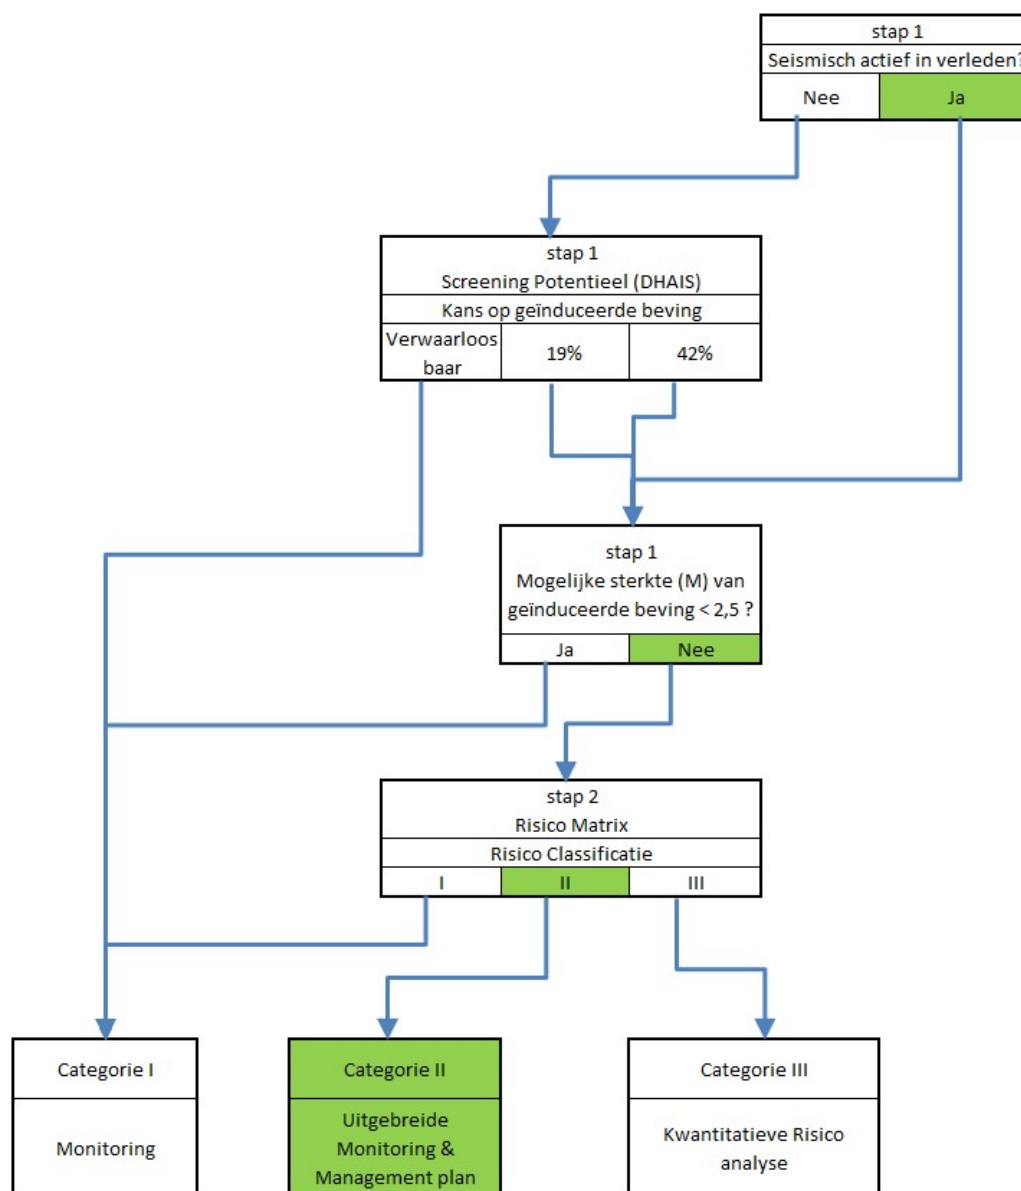 stap 1
Seismisch actief in verleden?
Nee Ja
stap 1
Screening Potentieel (DHAIS)
Kans op geïnduceerde beving
Verwaarloos
baar
19% 42%
stap 1
Mogelijke sterkte (M) van
geïnduceerde beving < 2,5 ?
Ja Nee
stap 2
Risico Matrix
Risico Classificatie
I II III
Categorie I
Monitoring
Categorie II
Uitgebreide
Monitoring &
Management plan
Categorie III
Kwantitatieve Risico
analyse